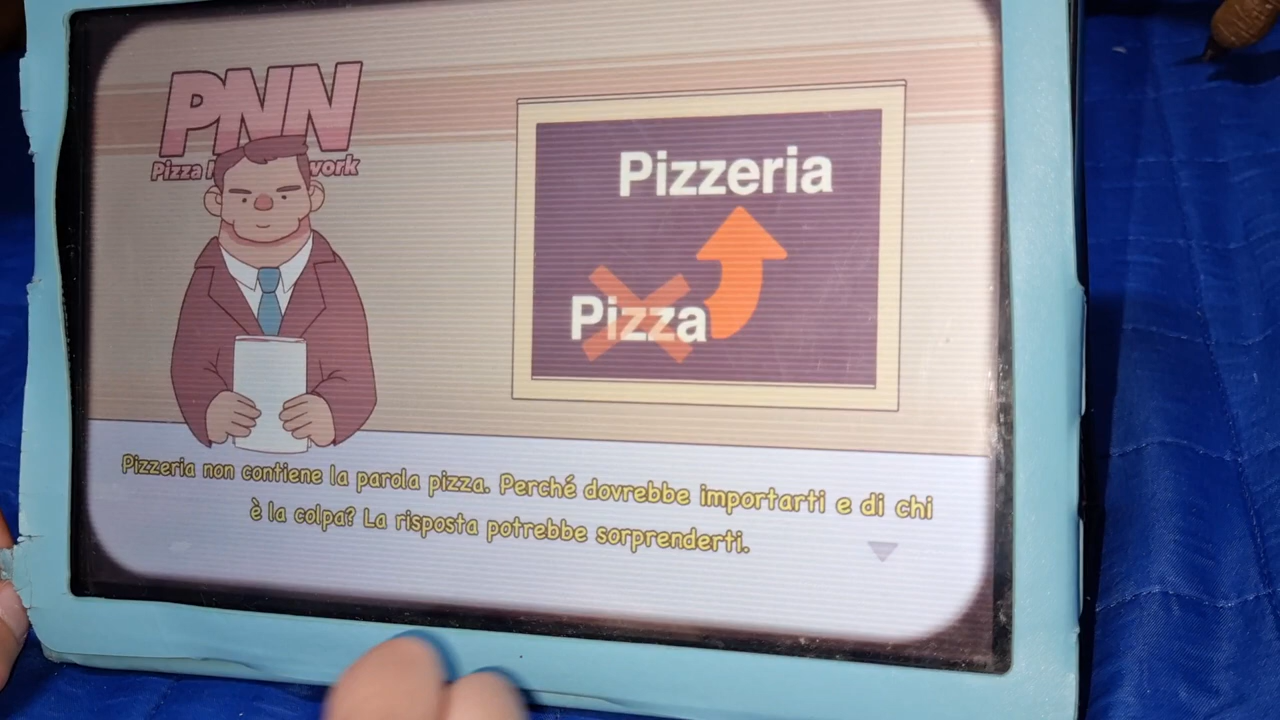 PNN
Pizza work
Pizzeria
Pizza
Pizzeria non contiene la parola pizza. Perché dovrebbe importarti e di chi
è la colpa? La risposta potrebbe sorprenderti.